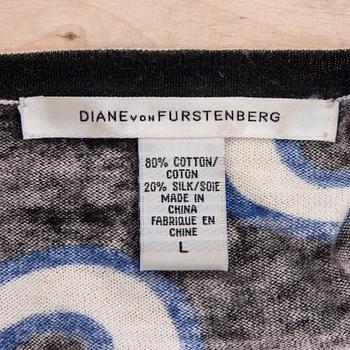 DIANE VON FURSTENBERG
80% COTTON/
COTON
20% SILK/SOIE
MADE IN
CHINA
FABRIQUE EN
CHINE
L